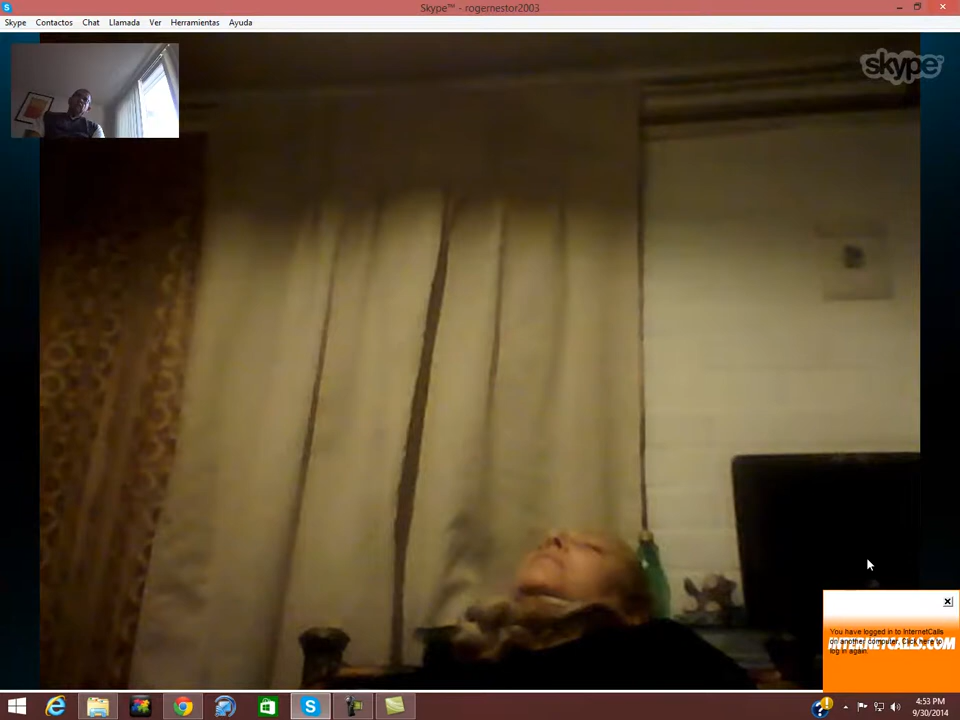 Skype™ - rogernestor2003
Skype Contactos Chat Llamada Ver Herramientas Ayuda
skype
You have logged in to InternetCalls
on another computer. Click here to
log in again.
INTERNETCALLS.COM
4:53 PM
9/30/2014